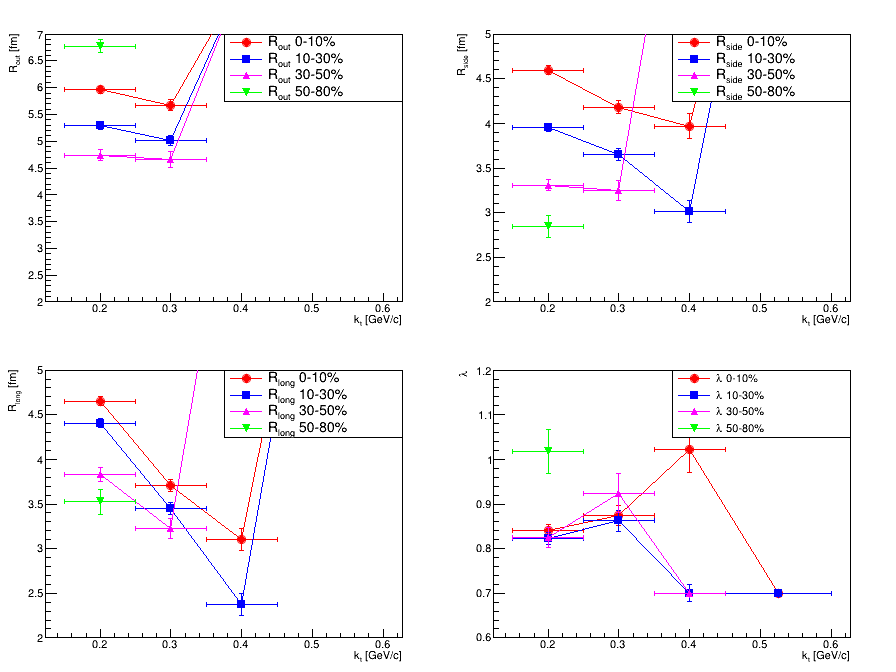 R_out [fm]
7
6.5
6
5.5
5
4.5
4
3.5
3
2.5
2
0.2 0.3 0.4 0.5 0.6
k_t [GeV/c]
R_out 0-10%
R_out 10-30%
R_out 30-50%
R_out 50-80%
R_side [fm]
5
4.5
4
3.5
3
2.5
2
0.2 0.3 0.4 0.5 0.6
k_t [GeV/c]
R_side 0-10%
R_side 10-30%
R_side 30-50%
R_side 50-80%
R_long [fm]
5
4.5
4
3.5
3
2.5
2
0.2 0.3 0.4 0.5 0.6
k_t [GeV/c]
R_long 0-10%
R_long 10-30%
R_long 30-50%
R_long 50-80%
λ
1.2
1.1
1
0.9
0.8
0.7
0.6
0.2 0.3 0.4 0.5 0.6
k_t [GeV/c]
λ 0-10%
λ 10-30%
λ 30-50%
λ 50-80%